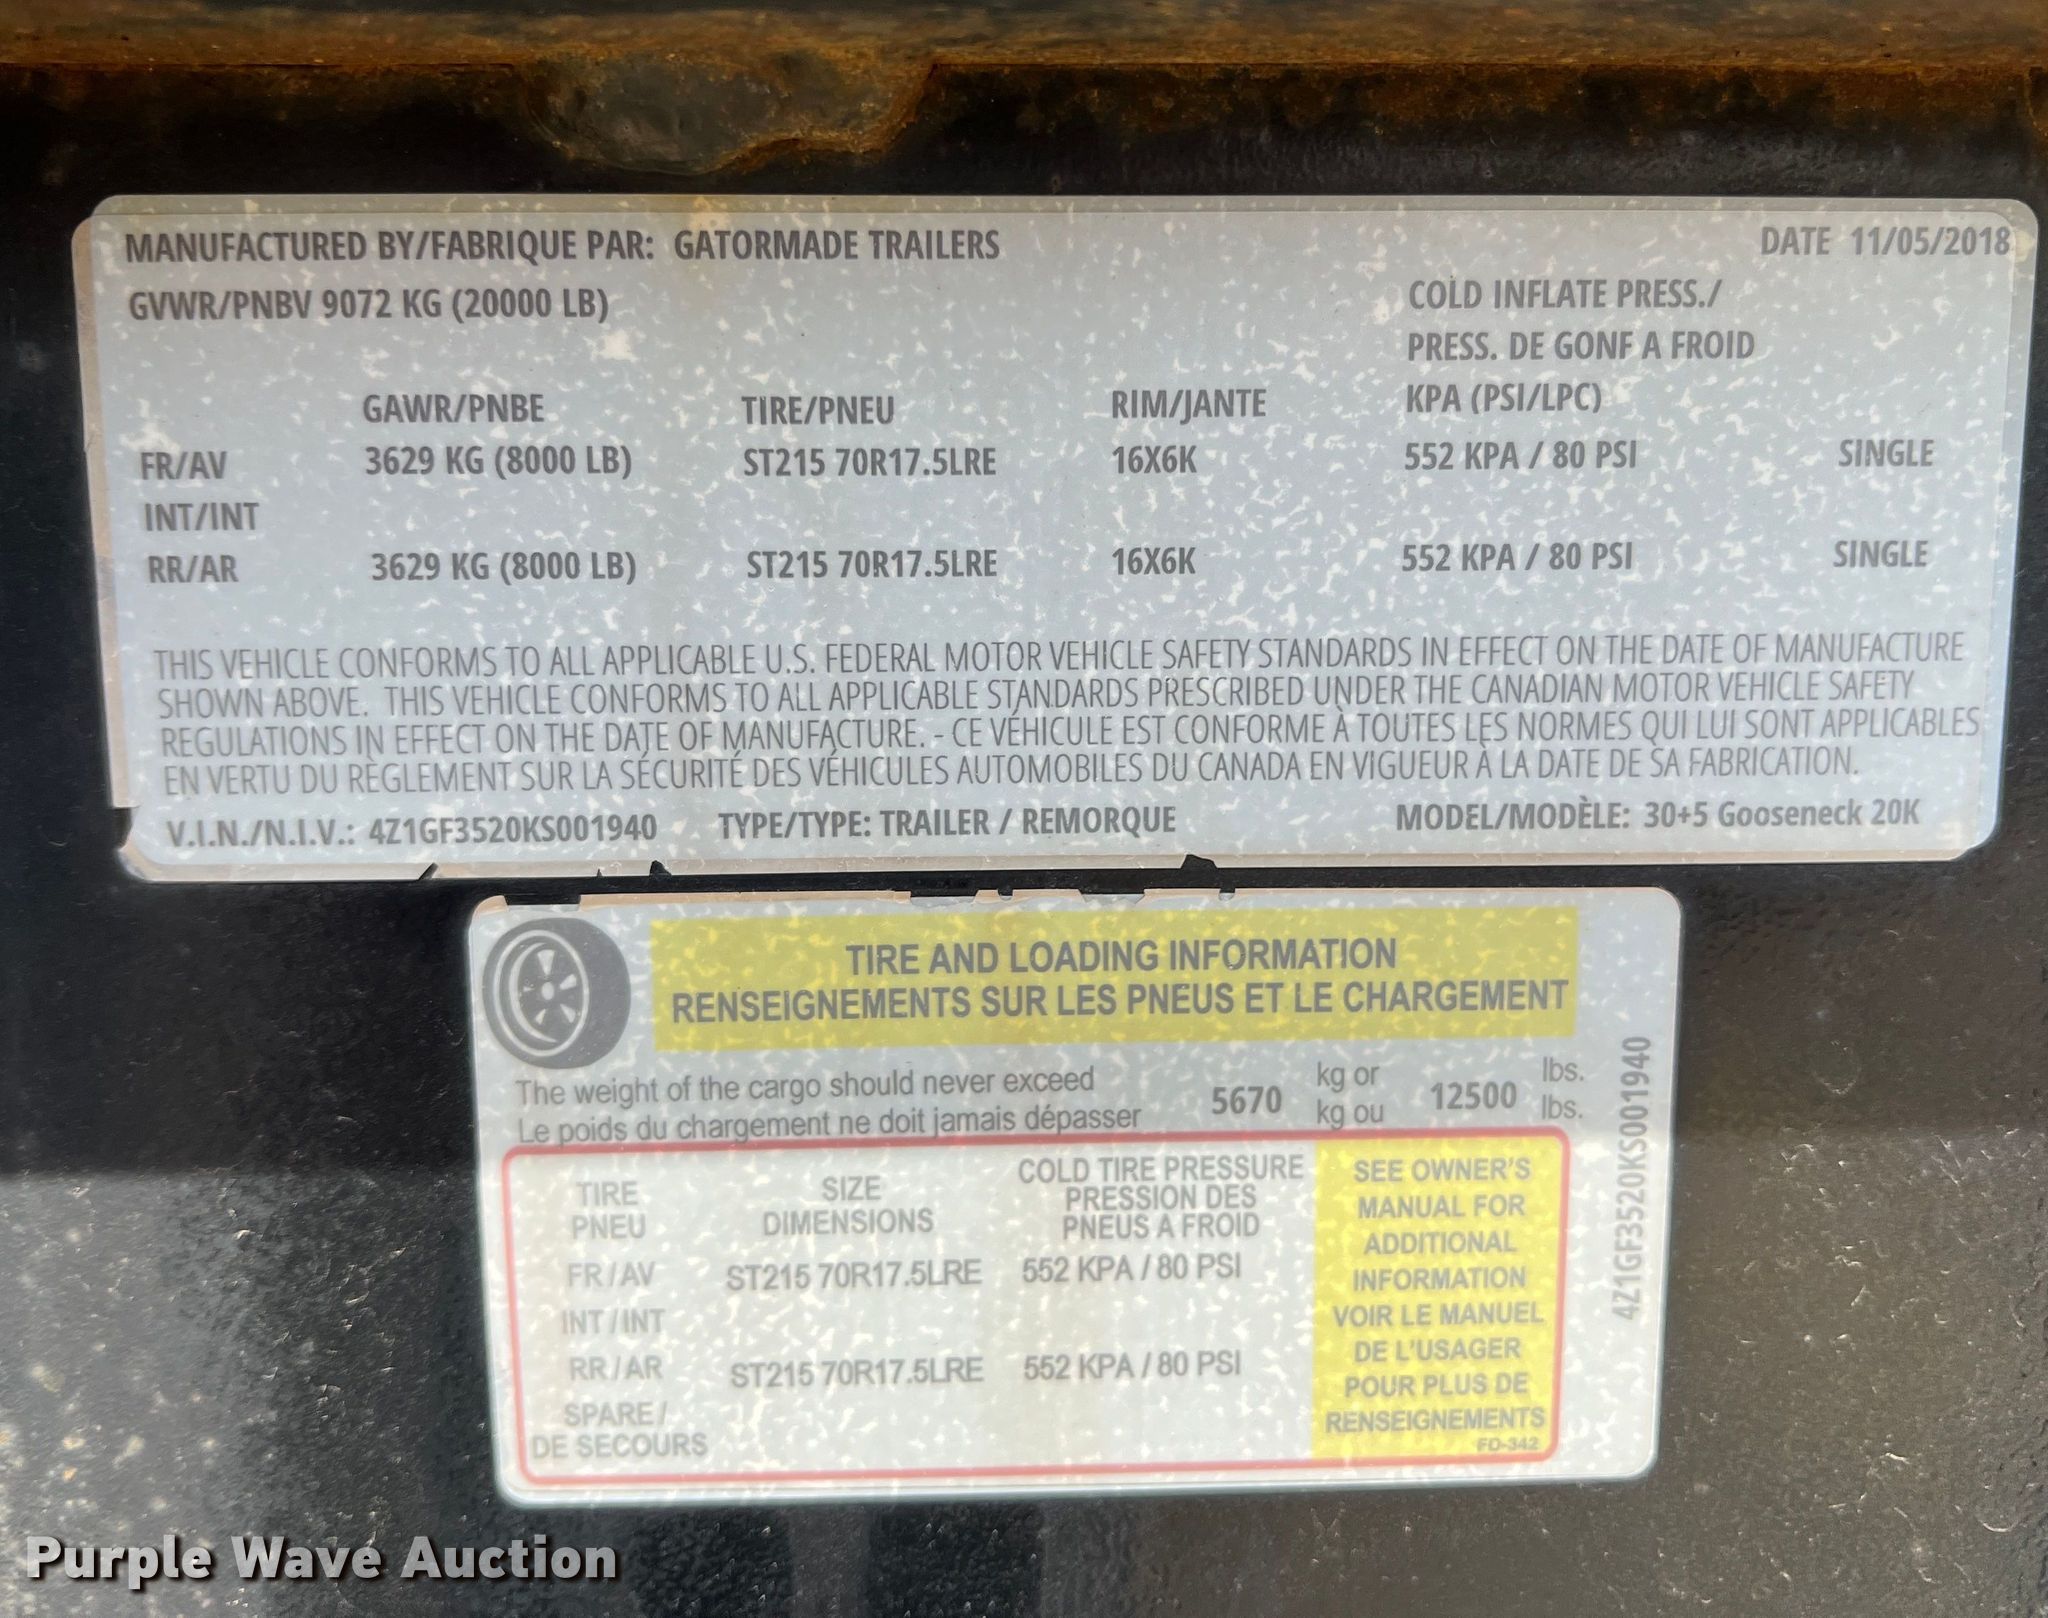 MANUFACTURED BY/FABRIQUE PAR: GATORMADE TRAILERS DATE 11/05/2018
GVWR/PNBV 9072 KG (20000 LB)
COLD INFLATE PRESS./
PRESS. DE GONF A FROID
GAWR/PNBE TIRE/PNEU RIM/JANTE KPA (PSI/LPC)
FR/AV 3629 KG (8000 LB) ST215 70R17.5LRE 16X6K 552 KPA / 80 PSI SINGLE
INT/INT
RR/AR 3629 KG (8000 LB) ST215 70R17.5LRE 16X6K 552 KPA / 80 PSI SINGLE
THIS VEHICLE CONFORMS TO ALL APPLICABLE U.S. FEDERAL MOTOR VEHICLE SAFETY STANDARDS IN EFFECT ON THE DATE OF MANUFACTURE
SHOWN ABOVE. THIS VEHICLE CONFORMS TO ALL APPLICABLE STANDARDS PRESCRIBED UNDER THE CANADIAN MOTOR VEHICLE SAFETY
REGULATIONS IN EFFECT ON THE DATE OF MANUFACTURE. - CE VÉHICULE EST CONFORME À TOUTES LES NORMES QUI LUI SONT APPLICABLES
EN VERTU DU RÈGLEMENT SUR LA SÉCURITÉ DES VÉHICULES AUTOMOBILES DU CANADA EN VIGUEUR À LA DATE DE SA FABRICATION.
V.I.N./N.I.V.: 4Z1GF3520KS001940 TYPE/TYPE: TRAILER / REMORQUE MODEL/MODÈLE: 30+5 Gooseneck 20K
TIRE AND LOADING INFORMATION
RENSEIGNEMENTS SUR LES PNEUS ET LE CHARGEMENT
The weight of the cargo should never exceed 5670 kg or 12500 lbs.
Le poids du chargement ne doit jamais dépasser kg ou lbs.
TIRE SIZE COLD TIRE PRESSURE
PNEU DIMENSIONS PRESSION DES
PNEUS A FROID
FR/AV ST215 70R17.5LRE 552 KPA / 80 PSI
INT/INT
RR/AR ST215 70R17.5LRE 552 KPA / 80 PSI
SPARE/
DE SECOURS
SEE OWNER'S
MANUAL FOR
ADDITIONAL
INFORMATION
VOIR LE MANUEL
DE L'USAGER
POUR PLUS DE
RENSEIGNEMENTS
FO-342
4Z1GF3520KS001940
Purple Wave Auction